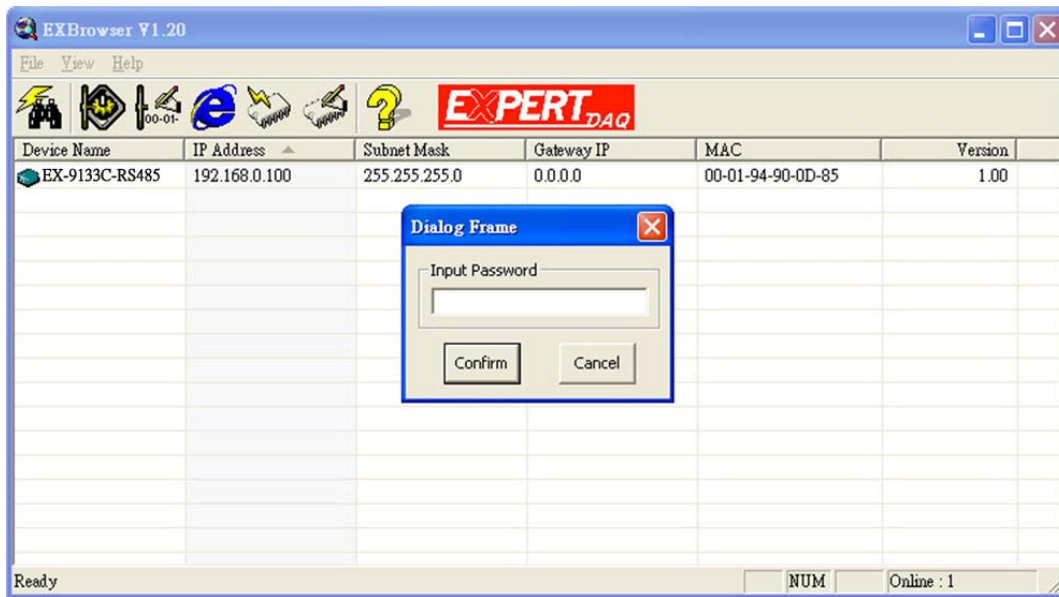 EXBrowser V1.20
File View Help
00-01-
EXPERT DAQ
Device Name IP Address Subnet Mask Gateway IP MAC Version
EX-9133C-RS485 192.168.0.100 255.255.255.0 0.0.0.0 00-01-94-90-0D-85 1.00
Dialog Frame
Input Password
Confirm Cancel
Ready NUM Online : 1